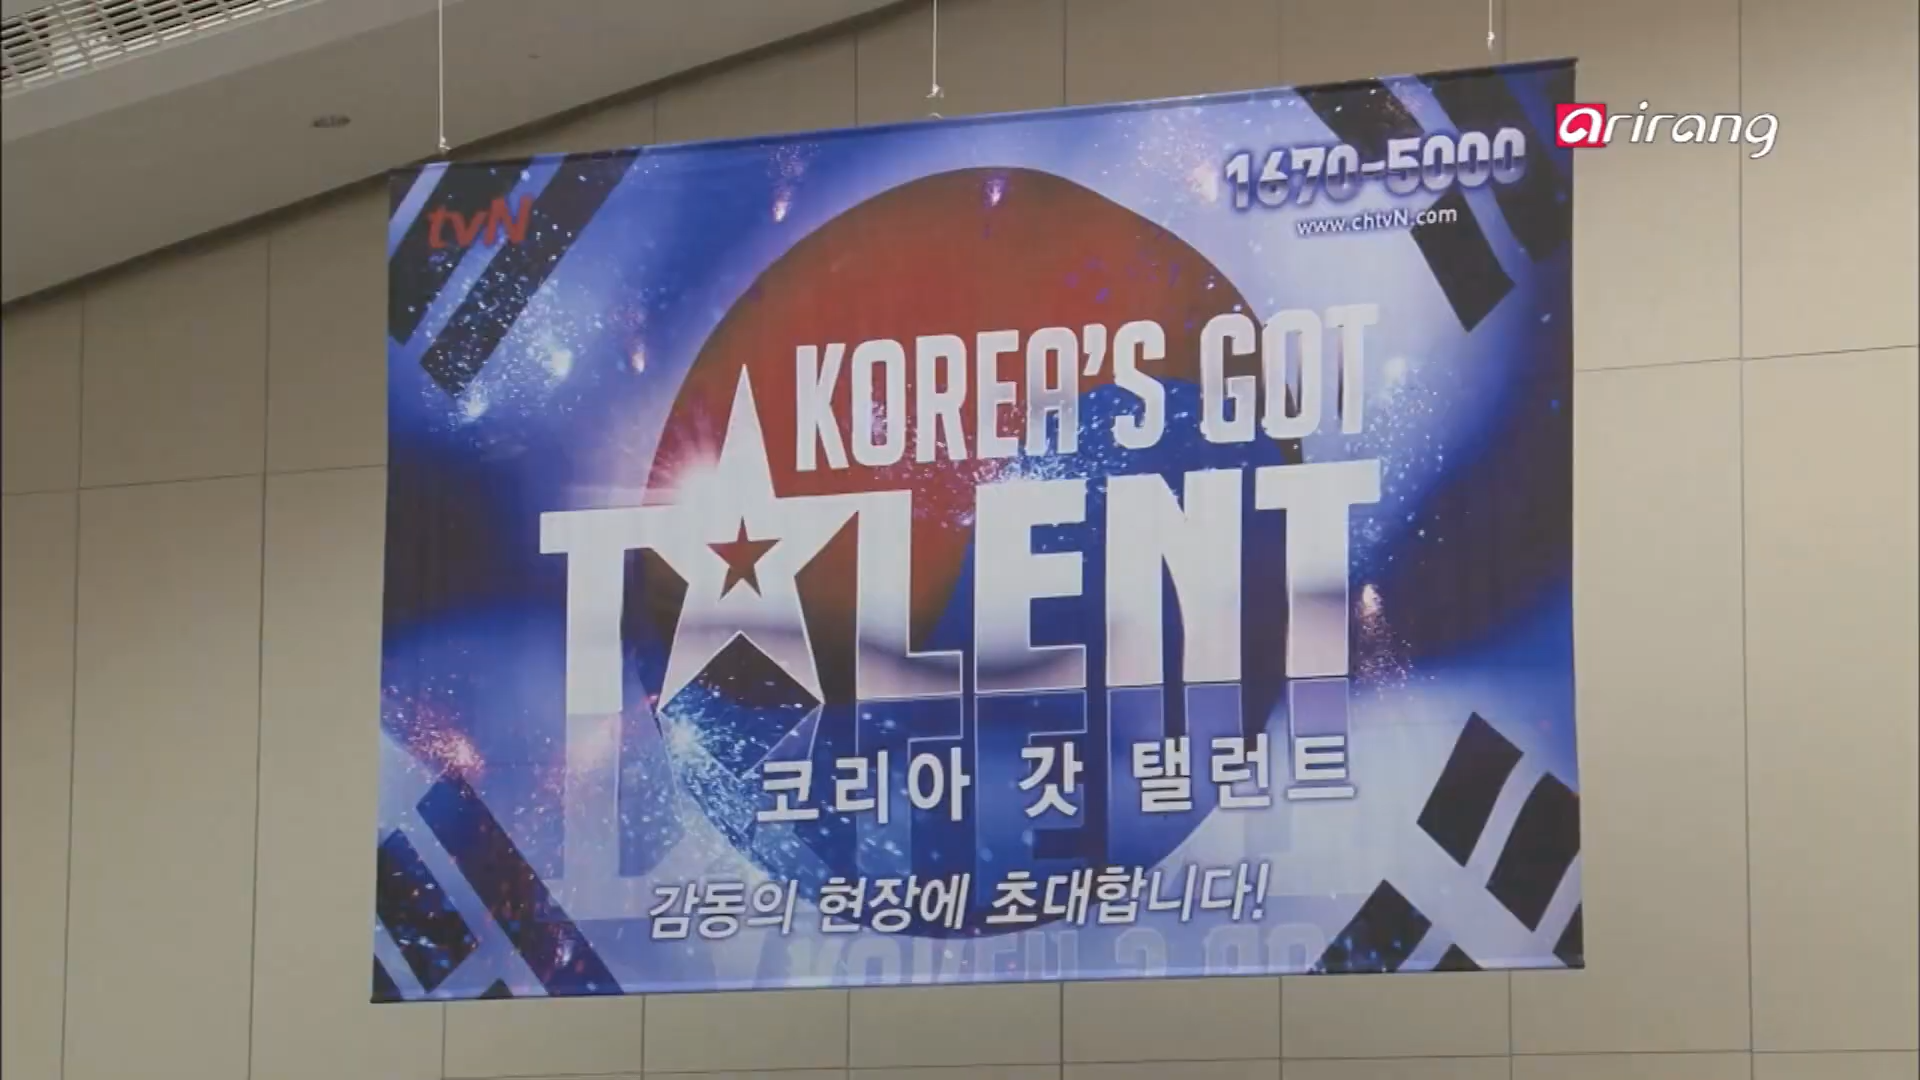 arirang
tvN
1670-5000
www.chtvN.com
KOREA'S GOT
TALENT
코리아 갓 탤런트
감동의 현장에 초대합니다!